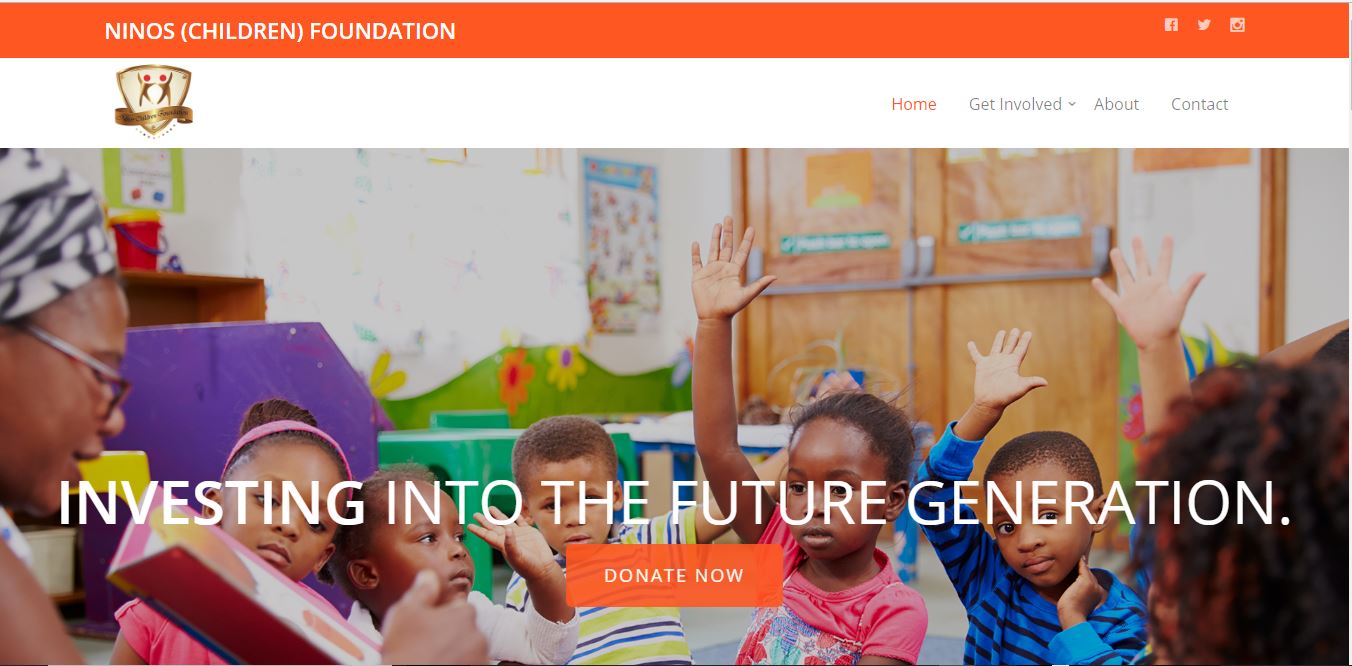 NINOS (CHILDREN) FOUNDATION
Home
Get Involved
About
Contact
INVESTING INTO THE FUTURE GENERATION.
DONATE NOW